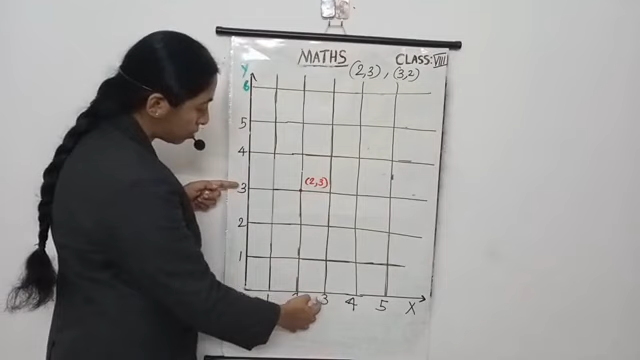 MATHS
CLASS: VIII
(2,3) , (3,2)
Y
6
5
4
3
(2,3)
2
1
1 3 4 5 X